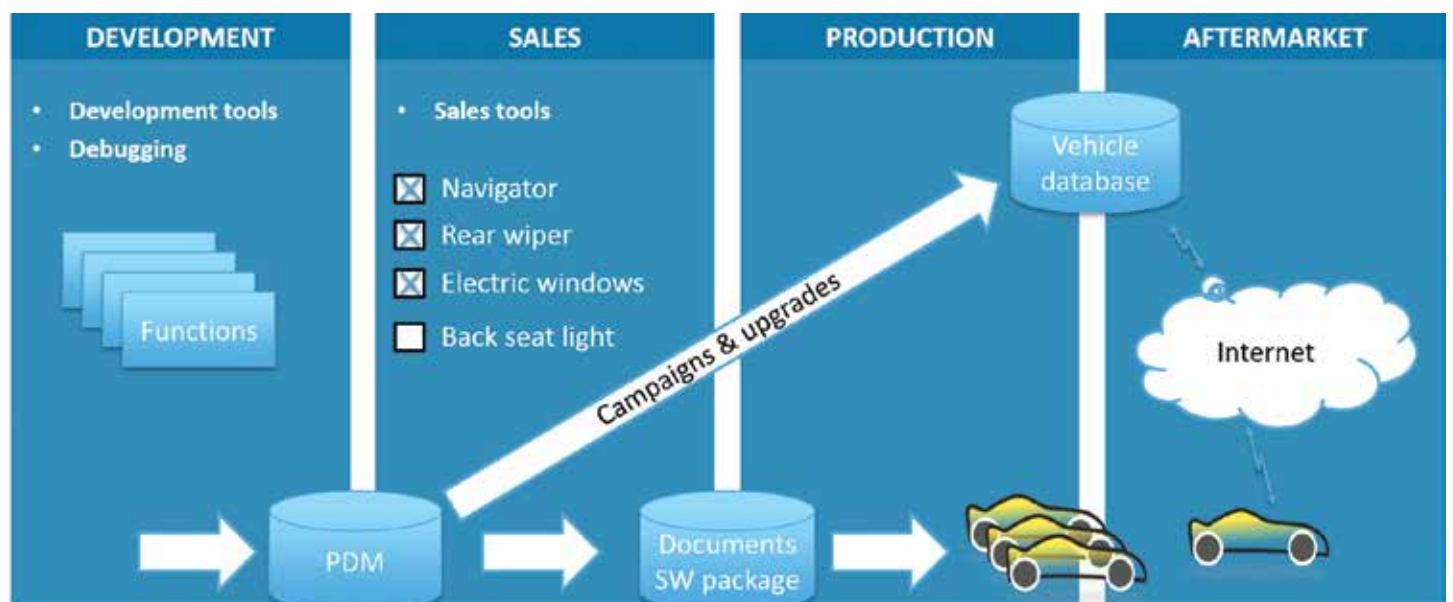 DEVELOPMENT
SALES
PRODUCTION
AFTERMARKET
• Development tools
• Debugging
Functions
• Sales tools
Navigator
Rear wiper
Electric windows
Back seat light
Campaigns & upgrades
Vehicle
database
Internet
PDM
Documents
SW package